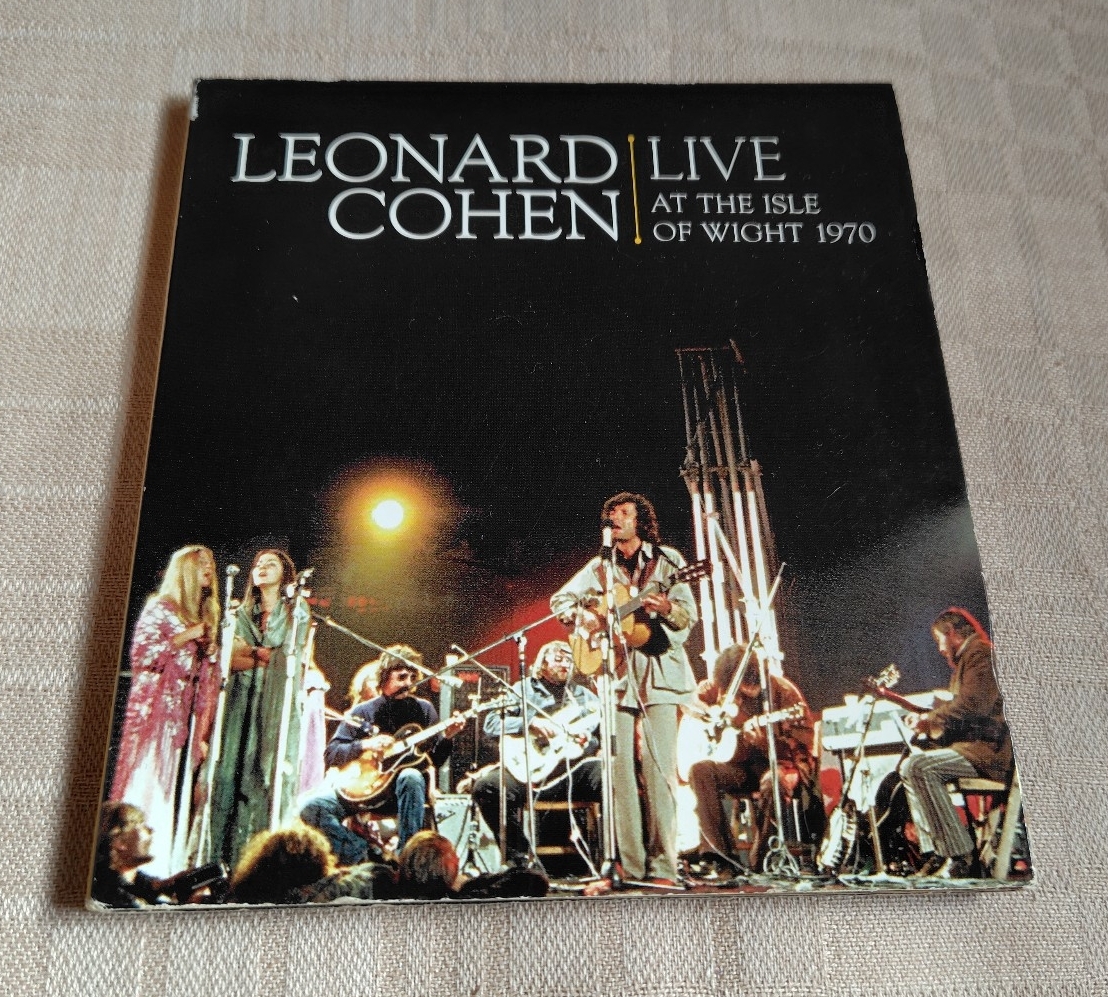 LEONARD
COHEN
LIVE
AT THE ISLE
OF WIGHT 1970